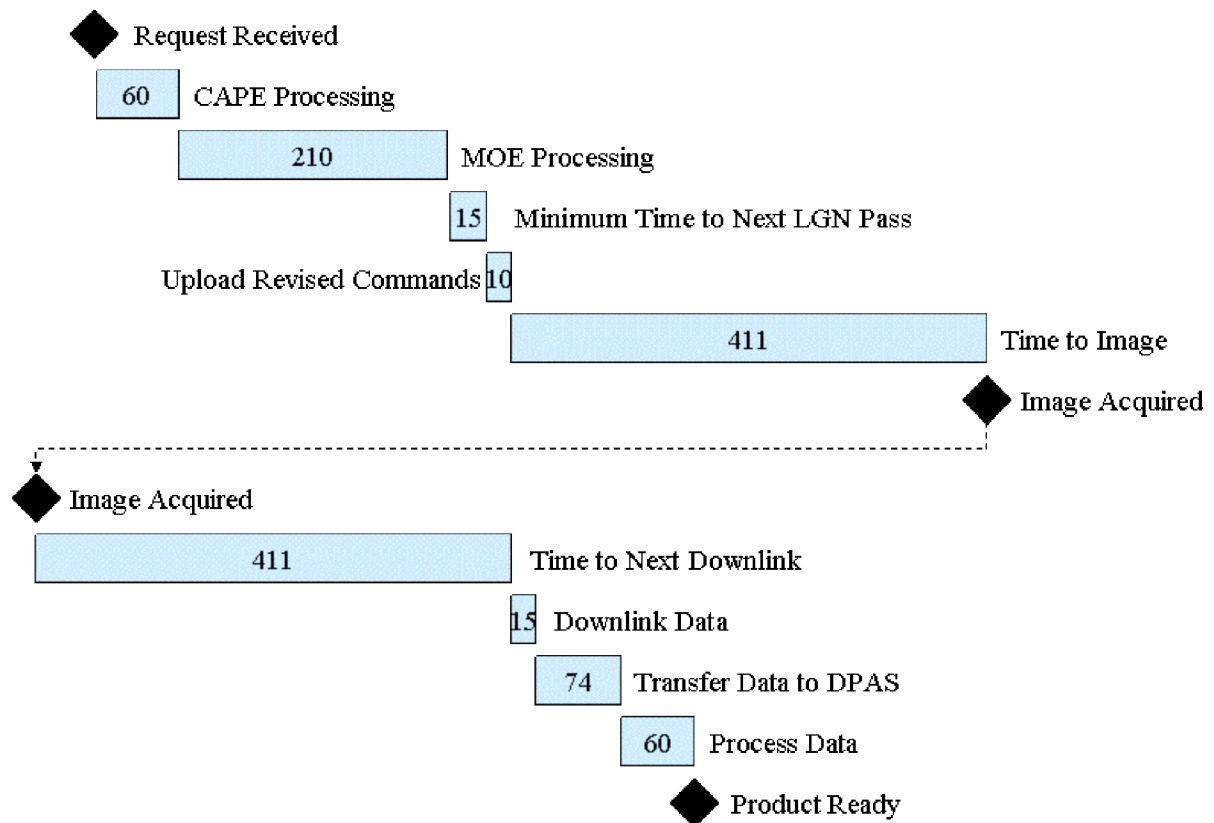 Request Received
60 CAPE Processing
210 MOE Processing
15 Minimum Time to Next LGN Pass
Upload Revised Commands 10
411 Time to Image
Image Acquired
Image Acquired
411 Time to Next Downlink
15 Downlink Data
74 Transfer Data to DPAS
60 Process Data
Product Ready